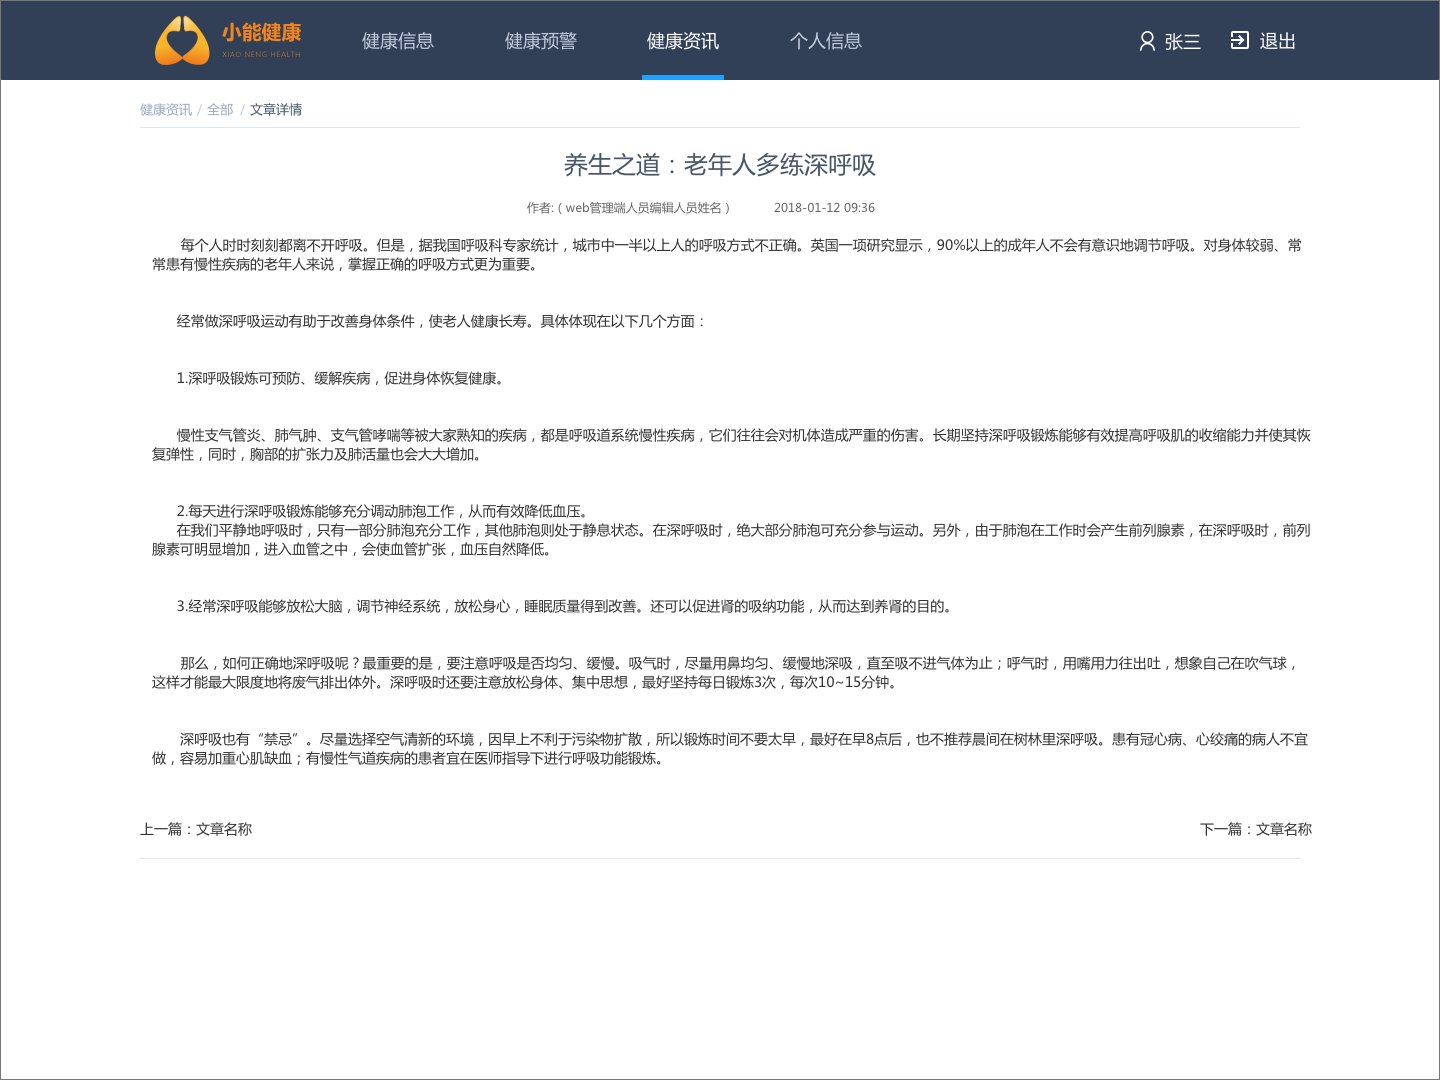 小能健康
XIAO NENG HEALTH
健康信息
健康预警
健康资讯
个人信息
张三
退出
健康资讯 / 全部 / 文章详情
养生之道：老年人多练深呼吸
作者:（web管理端人员编辑人员姓名） 2018-01-12 09:36
每个人时时刻刻都离不开呼吸。但是，据我国呼吸科专家统计，城市中一半以上人的呼吸方式不正确。英国一项研究显示，90%以上的成年人不会有意识地调节呼吸。对身体较弱、常
常患有慢性疾病的老年人来说，掌握正确的呼吸方式更为重要。
经常做深呼吸运动有助于改善身体条件，使老人健康长寿。具体体现在以下几个方面：
1.深呼吸锻炼可预防、缓解疾病，促进身体恢复健康。
慢性支气管炎、肺气肿、支气管哮喘等被大家熟知的疾病，都是呼吸道系统慢性疾病，它们往往会对机体造成严重的伤害。长期坚持深呼吸锻炼能够有效提高呼吸肌的收缩能力并使其恢
复弹性，同时，胸部的扩张力及肺活量也会大大增加。
2.每天进行深呼吸锻炼能够充分调动肺泡工作，从而有效降低血压。
在我们平静地呼吸时，只有一部分肺泡充分工作，其他肺泡则处于静息状态。在深呼吸时，绝大部分肺泡可充分参与运动。另外，由于肺泡在工作时会产生前列腺素，在深呼吸时，前列
腺素可明显增加，进入血管之中，会使血管扩张，血压自然降低。
3.经常深呼吸能够放松大脑，调节神经系统，放松身心，睡眠质量得到改善。还可以促进肾的吸纳功能，从而达到养肾的目的。
那么，如何正确地深呼吸呢？最重要的是，要注意呼吸是否均匀、缓慢。吸气时，尽量用鼻均匀、缓慢地深吸，直至吸不进气体为止；呼气时，用嘴用力往出吐，想象自己在吹气球，
这样才能最大限度地将废气排出体外。深呼吸时还要注意放松身体、集中思想，最好坚持每日锻炼3次，每次10~15分钟。
深呼吸也有“禁忌”。尽量选择空气清新的环境，因早上不利于污染物扩散，所以锻炼时间不要太早，最好在早8点后，也不推荐晨间在树林里深呼吸。患有冠心病、心绞痛的病人不宜
做，容易加重心肌缺血；有慢性气道疾病的患者宜在医师指导下进行呼吸功能锻炼。
上一篇：文章名称
下一篇：文章名称